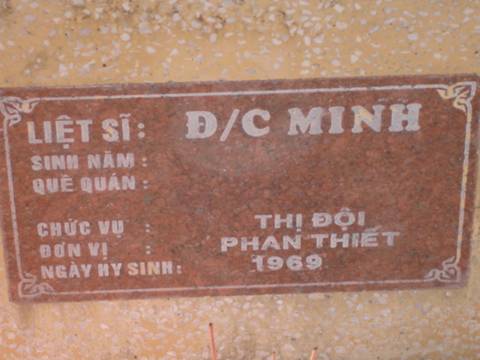 LIỆT SĨ: Đ/C MINH
SINH NĂM :
QUÊ QUÁN :
CHỨC VỤ : THỊ ĐỘI
ĐƠN VỊ : PHAN THIẾT
NGÀY HY SINH: 1969